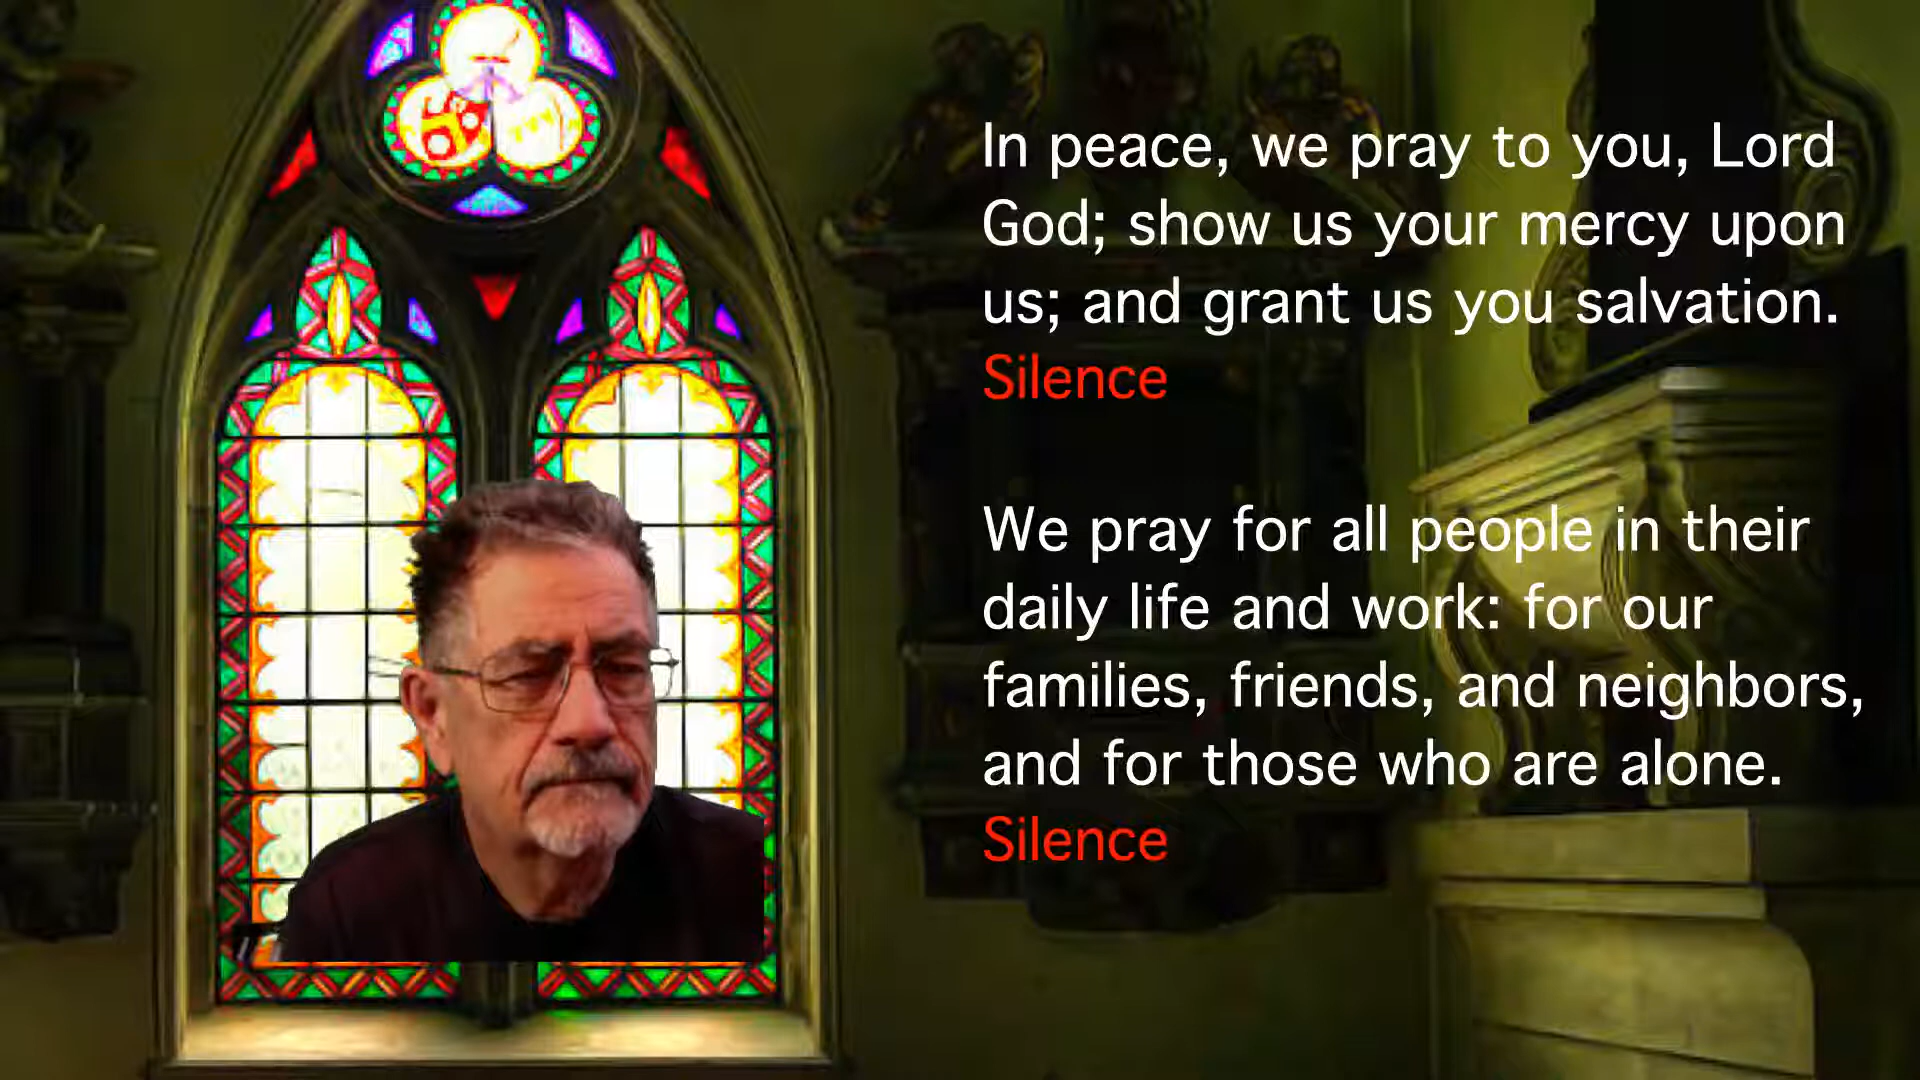 In peace, we pray to you, Lord
God; show us your mercy upon
us; and grant us you salvation.
Silence
We pray for all people in their
daily life and work: for our
families, friends, and neighbors,
and for those who are alone.
Silence